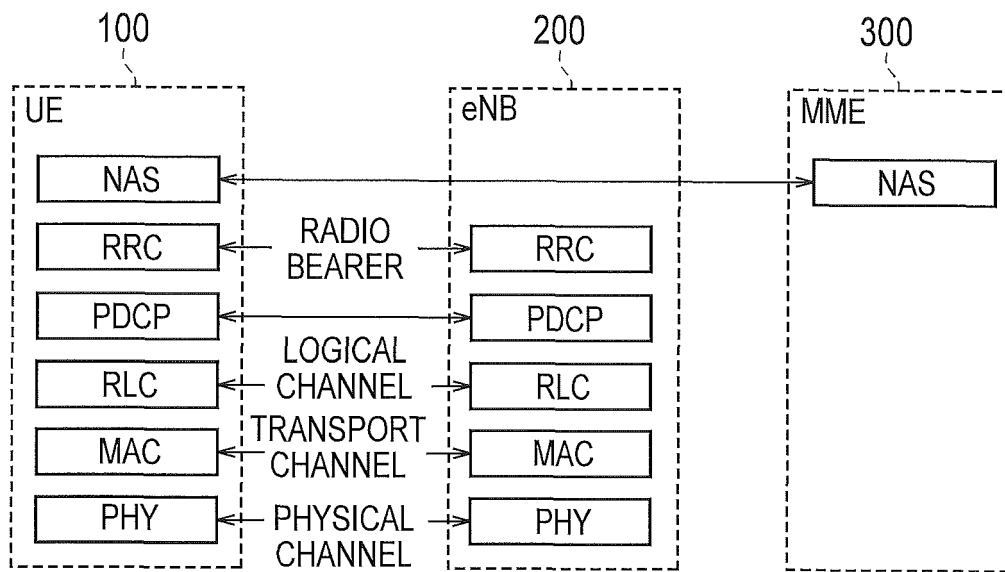 100
200
300
UE
eNB
MME
NAS
NAS
RRC
RADIO
BEARER
RRC
PDCP
PDCP
LOGICAL
CHANNEL
RLC
RLC
TRANSPORT
CHANNEL
MAC
MAC
PHYSICAL
CHANNEL
PHY
PHY